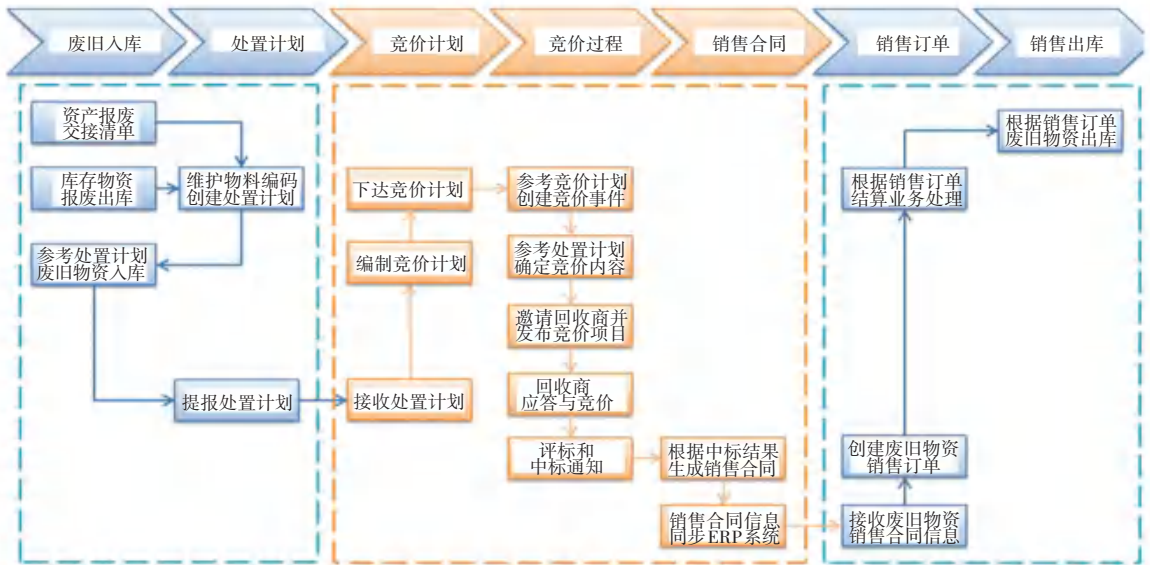 废旧入库
处置计划
竞价计划
竞价过程
销售合同
销售订单
销售出库
资产报废
交接清单
库存物资
报废出库
维护物料编码
创建处置计划
参考处置计划
废旧物资入库
提报处置计划
下达竞价计划
编制竞价计划
接收处置计划
参考竞价计划
创建竞价事件
参考处置计划
确定竞价内容
邀请回收商并
发布竞价项目
回收商
应答与竞价
评标和
中标通知
根据中标结果
生成销售合同
销售合同信息
同步ERP系统
根据销售订单
废旧物资出库
根据销售订单
结算业务处理
创建废旧物资
销售订单
接收废旧物资
销售合同信息